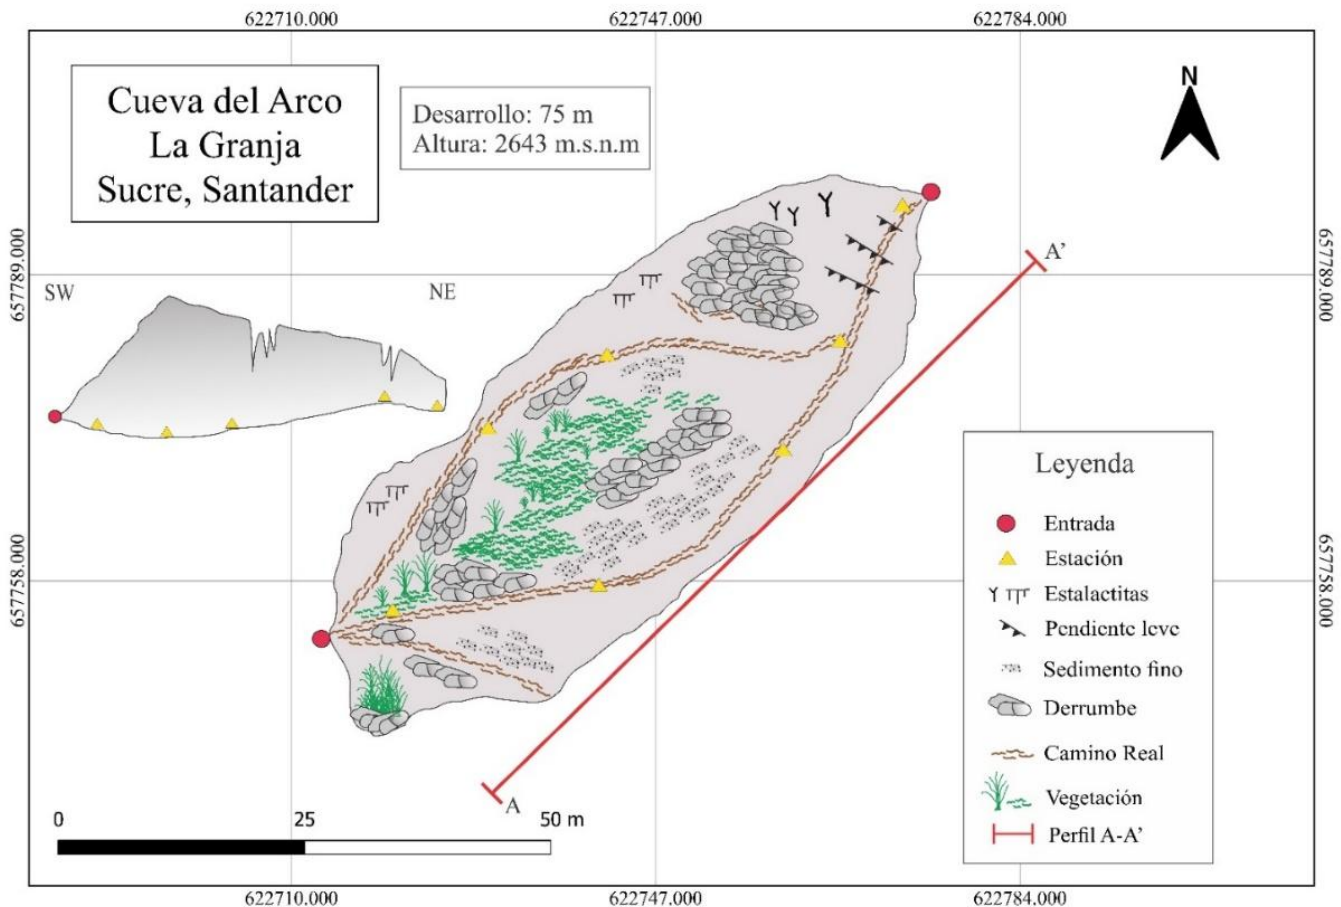 622710.000
622747.000
622784.000
Cueva del Arco
La Granja
Sucre, Santander
Desarrollo: 75 m
Altura: 2643 m.s.n.m
N
657789.000
657789.000
SW
NE
A'
Leyenda
Entrada
Estación
Estalactitas
Pendiente leve
Sedimento fino
Derrumbe
Camino Real
Vegetación
Perfil A-A'
657758.000
657758.000
A
0
25
50 m
622710.000
622747.000
622784.000